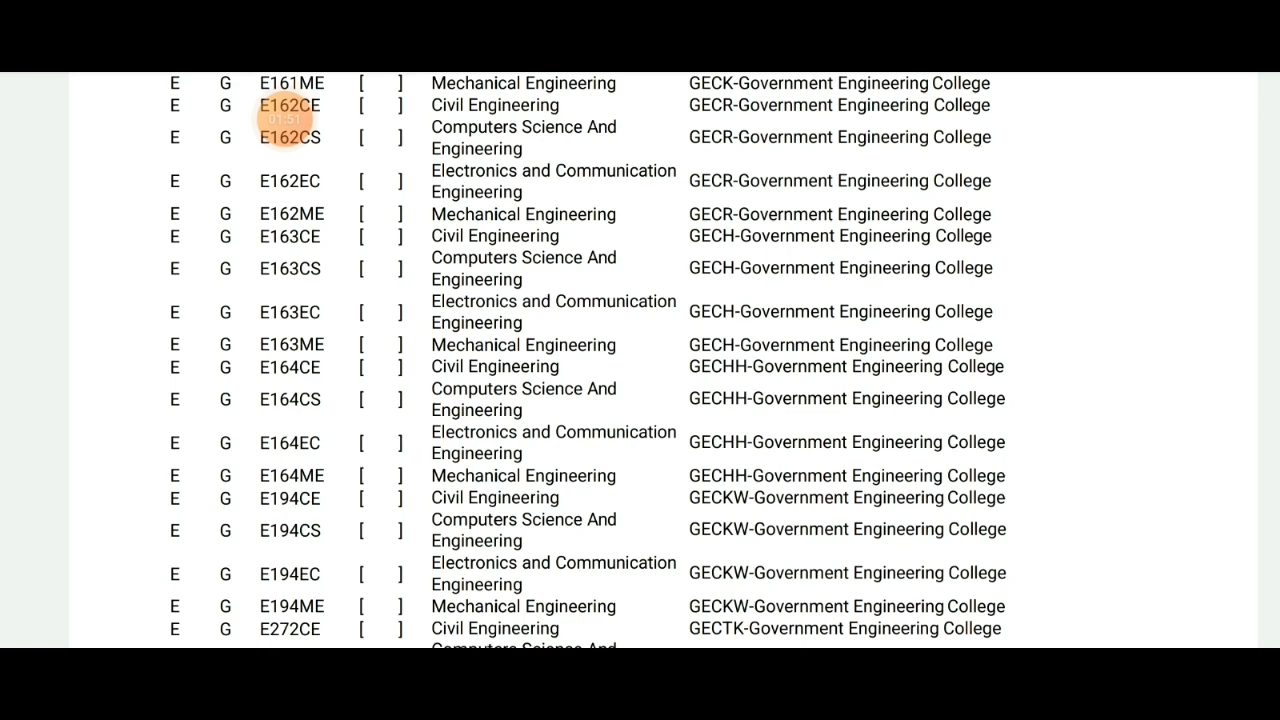 E G E161ME [ ] Mechanical Engineering GECK-Government Engineering College
E G E162CE [ ] Civil Engineering GECR-Government Engineering College
01:51
Computers Science And
E G E162CS [ ] GECR-Government Engineering College
Engineering
Electronics and Communication
E G E162EC [ ] GECR-Government Engineering College
Engineering
E G E162ME [ ] Mechanical Engineering GECR-Government Engineering College
E G E163CE [ ] Civil Engineering GECH-Government Engineering College
Computers Science And
E G E163CS [ ] GECH-Government Engineering College
Engineering
Electronics and Communication
E G E163EC [ ] GECH-Government Engineering College
Engineering
E G E163ME [ ] Mechanical Engineering GECH-Government Engineering College
E G E164CE [ ] Civil Engineering GECHH-Government Engineering College
Computers Science And
E G E164CS [ ] GECHH-Government Engineering College
Engineering
Electronics and Communication
E G E164EC [ ] GECHH-Government Engineering College
Engineering
E G E164ME [ ] Mechanical Engineering GECHH-Government Engineering College
E G E194CE [ ] Civil Engineering GECKW-Government Engineering College
Computers Science And
E G E194CS [ ] GECKW-Government Engineering College
Engineering
Electronics and Communication
E G E194EC [ ] GECKW-Government Engineering College
Engineering
E G E194ME [ ] Mechanical Engineering GECKW-Government Engineering College
E G E272CE [ ] Civil Engineering GECTK-Government Engineering College
Computers Science And